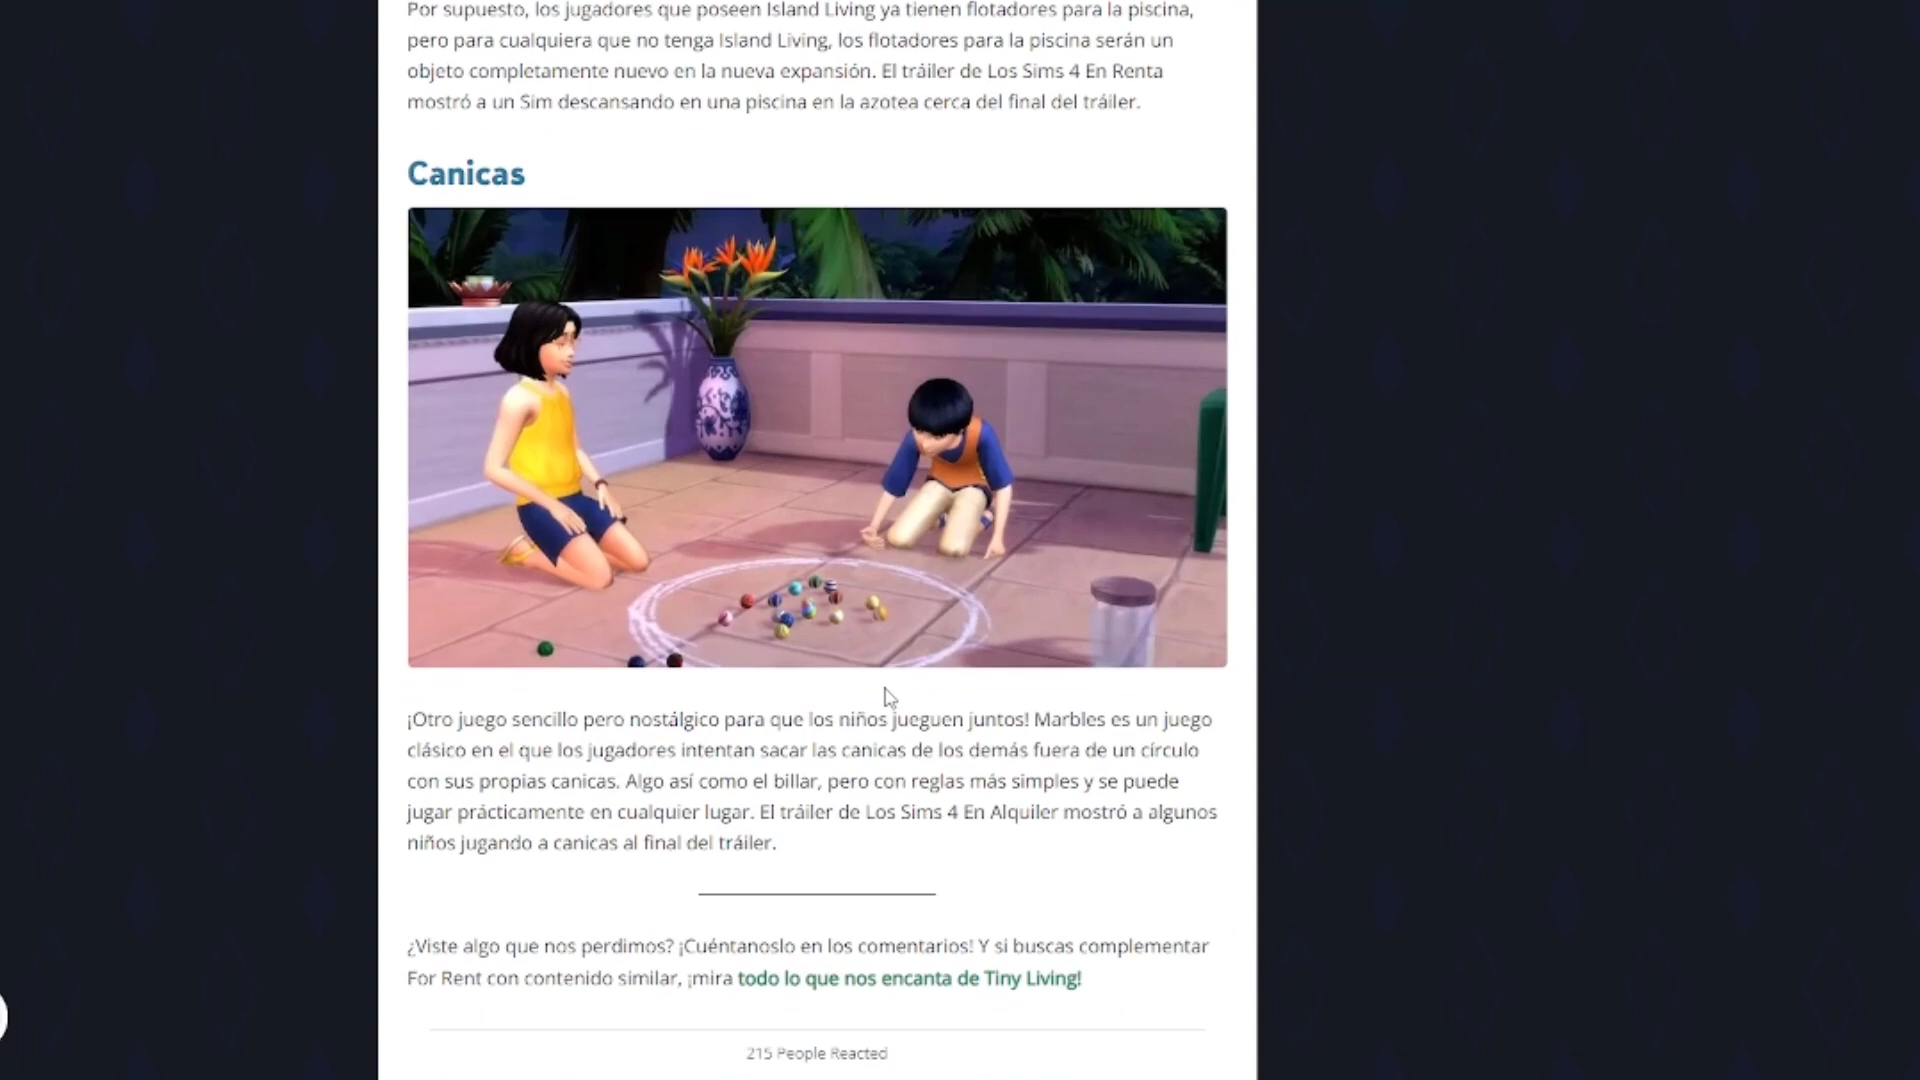 Por supuesto, los jugadores que poseen Island Living ya tienen flotadores para la piscina,
pero para cualquiera que no tenga Island Living, los flotadores para la piscina serán un
objeto completamente nuevo en la nueva expansión. El tráiler de Los Sims 4 En Renta
mostró a un Sim descansando en una piscina en la azotea cerca del final del tráiler.
Canicas
¡Otro juego sencillo pero nostálgico para que los niños jueguen juntos! Marbles es un juego
clásico en el que los jugadores intentan sacar las canicas de los demás fuera de un círculo
con sus propias canicas. Algo así como el billar, pero con reglas más simples y se puede
jugar prácticamente en cualquier lugar. El tráiler de Los Sims 4 En Alquiler mostró a algunos
niños jugando a canicas al final del tráiler.
¿Viste algo que nos perdimos? ¡Cuéntanoslo en los comentarios! Y si buscas complementar
For Rent con contenido similar, ¡mira todo lo que nos encanta de Tiny Living!
215 People Reacted